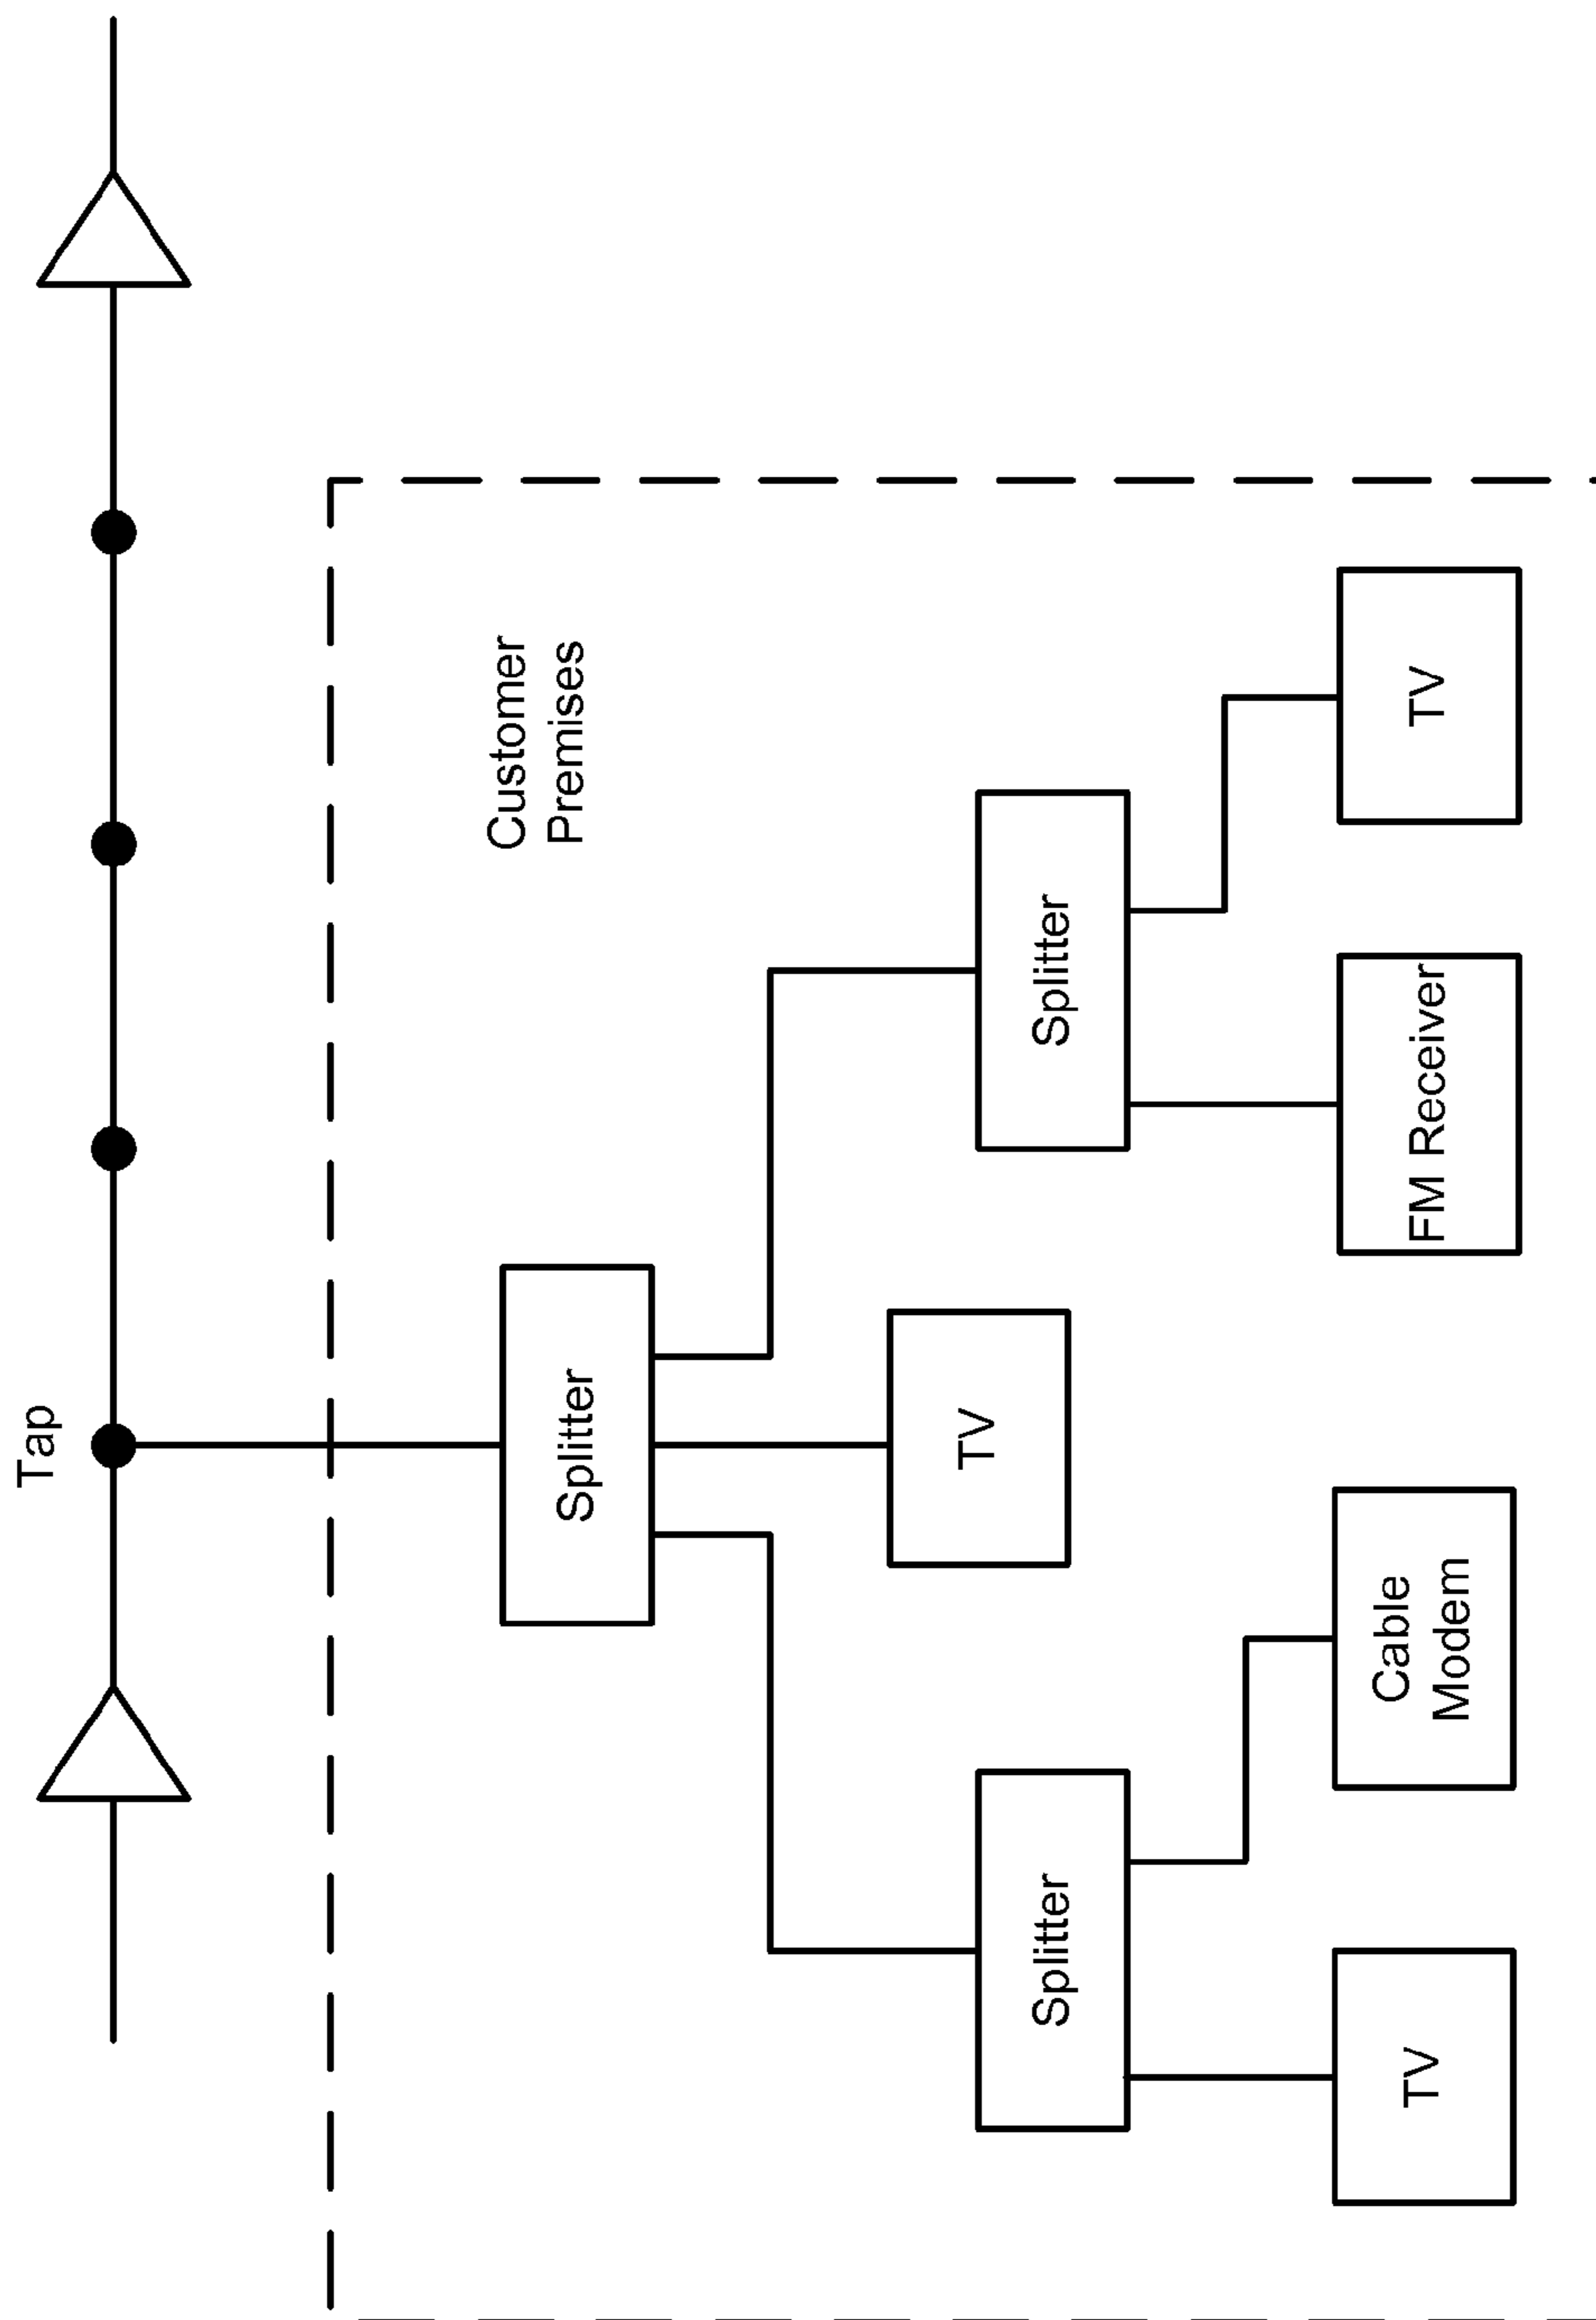 Tap
Customer
Premises
Splitter
TV
Splitter
Splitter
TV
Cable
Modem
FM Receiver
TV